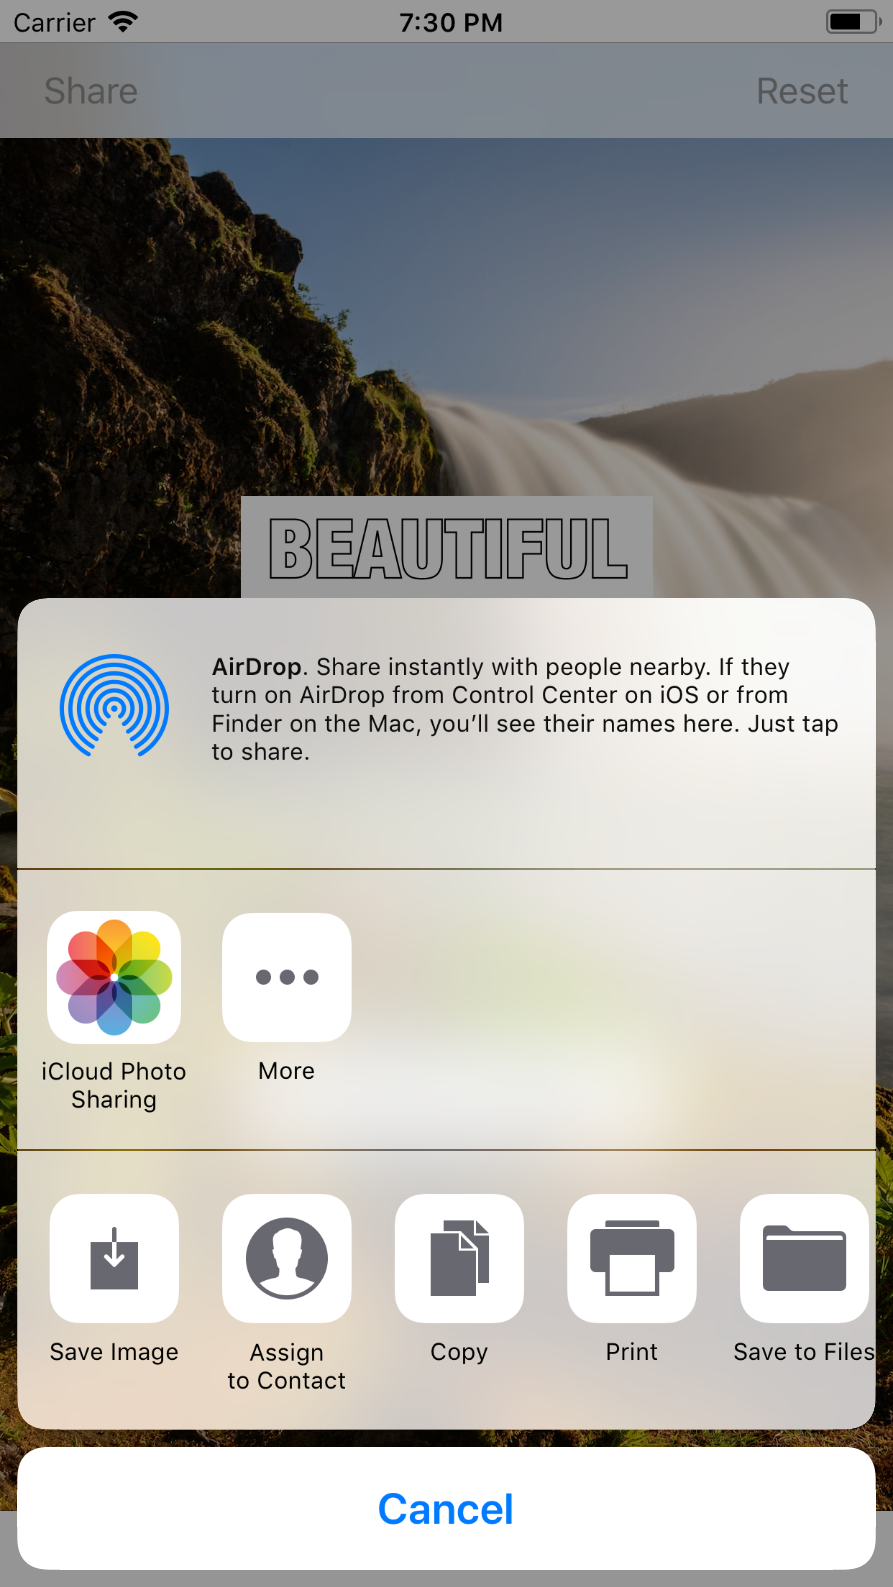 Carrier 7:30 PM
Share Reset
BEAUTIFUL
AirDrop. Share instantly with people nearby. If they
turn on AirDrop from Control Center on iOS or from
Finder on the Mac, you’ll see their names here. Just tap
to share.
iCloud Photo
Sharing
More
Save Image
Assign
to Contact
Copy
Print
Save to Files
Cancel